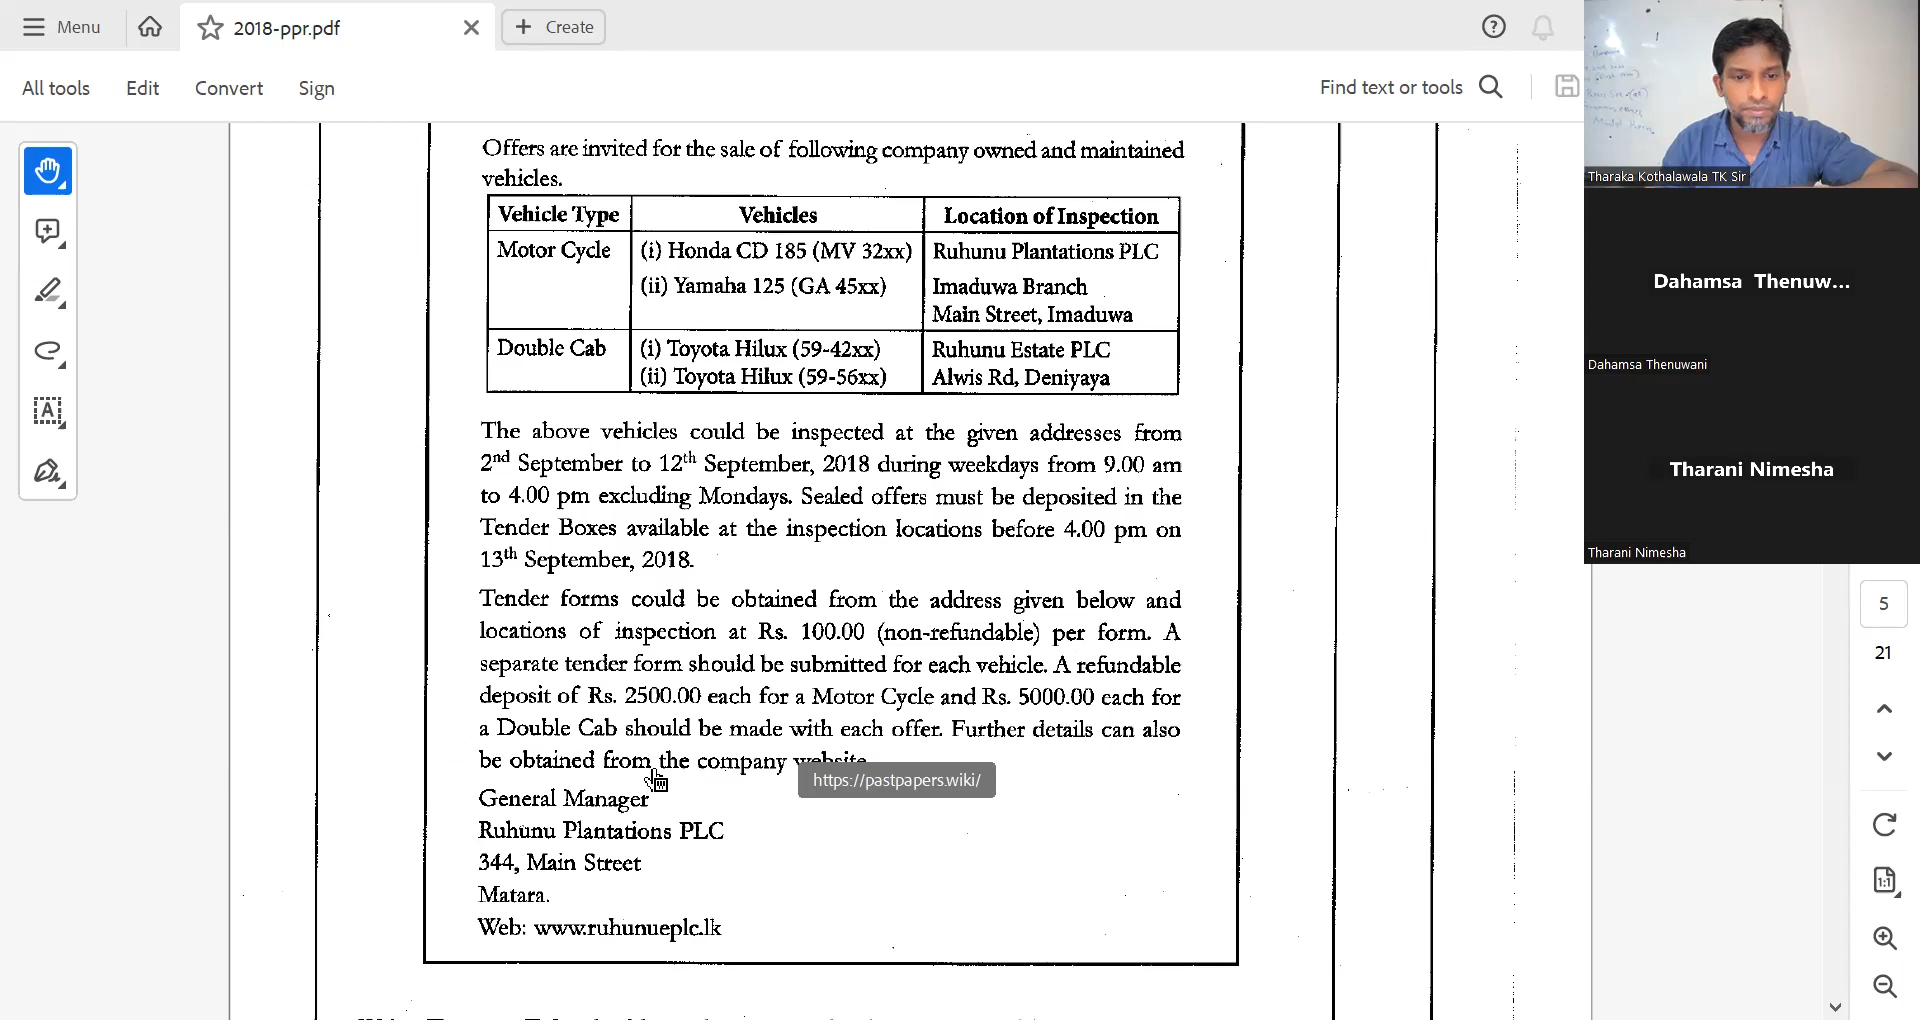 Menu
2018-ppr.pdf
Create
All tools
Edit
Convert
Sign
Find text or tools
Offers are invited for the sale of following company owned and maintained
vehicles.
Vehicle Type Vehicles Location of Inspection
Motor Cycle (i) Honda CD 185 (MV 32xx) Ruhunu Plantations PLC
(ii) Yamaha 125 (GA 45xx) Imaduwa Branch
Main Street, Imaduwa
Double Cab (i) Toyota Hilux (59-42xx) Ruhunu Estate PLC
(ii) Toyota Hilux (59-56xx) Alwis Rd, Deniyaya
The above vehicles could be inspected at the given addresses from
2nd September to 12th September, 2018 during weekdays from 9.00 am
to 4.00 pm excluding Mondays. Sealed offers must be deposited in the
Tender Boxes available at the inspection locations before 4.00 pm on
13th September, 2018.
Tender forms could be obtained from the address given below and
locations of inspection at Rs. 100.00 (non-refundable) per form. A
separate tender form should be submitted for each vehicle. A refundable
deposit of Rs. 2500.00 each for a Motor Cycle and Rs. 5000.00 each for
a Double Cab should be made with each offer. Further details can also
be obtained from the company website.
https://pastpapers.wiki/
General Manager
Ruhunu Plantations PLC
344, Main Street
Matara.
Web: www.ruhunueplc.lk
Tharaka Kothalawala TK Sir
Dahamsa Thenuw...
Dahamsa Thenuwani
Tharani Nimesha
Tharani Nimesha
5
21
1:1